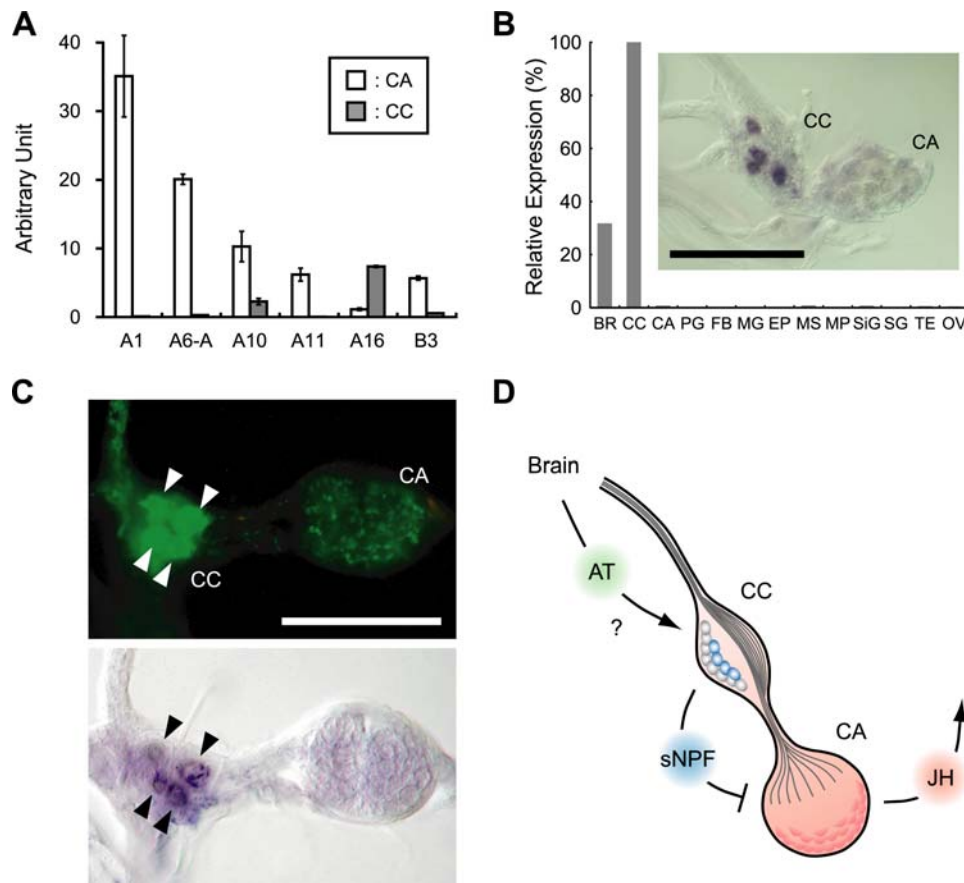 A
40
30
20
10
0
Arbitrary Unit
: CA
: CC
A1 A6-A A10 A11 A16 B3
B
100
80
60
40
20
0
Relative Expression (%)
CC
CA
BR CC CA PG FB MG EP MS MP SiG SG TE OV
C
CA
CC
D
Brain
AT
?
CC
sNPF
CA
JH